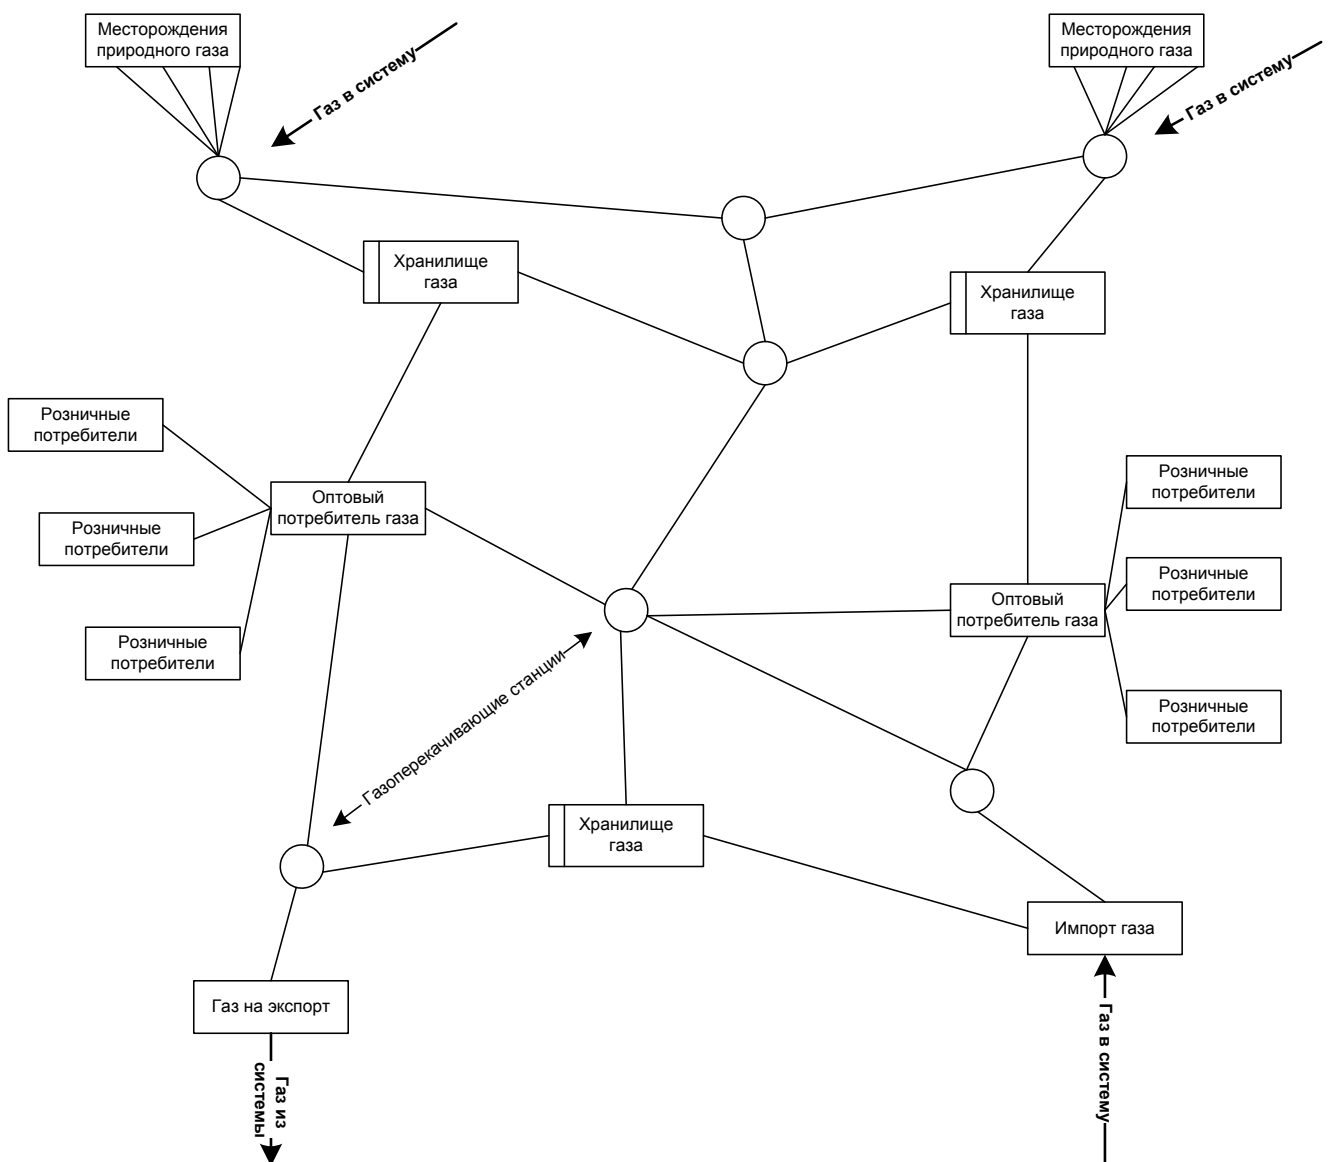 Месторождения
природного газа
Газ в систему
Месторождения
природного газа
Газ в систему
Хранилище
газа
Хранилище
газа
Розничные
потребители
Розничные
потребители
Розничные
потребители
Оптовый
потребитель газа
Оптовый
потребитель газа
Розничные
потребители
Розничные
потребители
Розничные
потребители
Газоперекачивающие станции
Хранилище
газа
Импорт газа
Газ на экспорт
Газ из
системы
Газ в систему